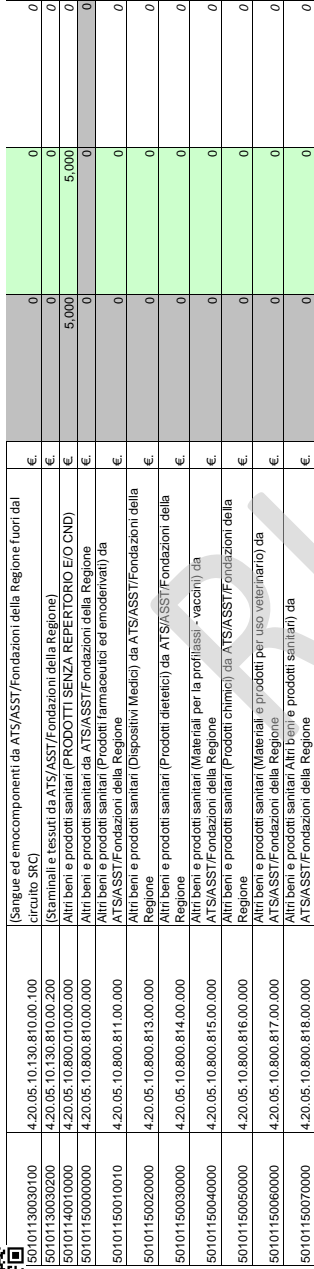 50101130030100 4.20.05.10.130.810.00.100 (Sangue ed emocomponenti da ATS/ASST/Fondazioni della Regione fuori dal
circuito SRC) €. 0 0 0
50101130030200 4.20.05.10.130.810.00.200 (Staminali e tessuti da ATS/ASST/Fondazioni della Regione) €. 0 0 0
50101140010000 4.20.05.10.800.010.00.000 Altri beni e prodotti sanitari (PRODOTTI SENZA REPERTORIO E/O CND) €. 5,000 5,000 0
50101150000000 4.20.05.10.800.810.00.000 Altri beni e prodotti sanitari da ATS/ASST/Fondazioni della Regione €. 0 0 0
50101150010010 4.20.05.10.800.811.00.000 Altri beni e prodotti sanitari (Prodotti farmaceutici ed emoderivati) da
ATS/ASST/Fondazioni della Regione €. 0 0 0
50101150020000 4.20.05.10.800.813.00.000 Altri beni e prodotti sanitari (Dispositivi Medici) da ATS/ASST/Fondazioni della
Regione €. 0 0 0
50101150030000 4.20.05.10.800.814.00.000 Altri beni e prodotti sanitari (Prodotti dietetici) da ATS/ASST/Fondazioni della
Regione €. 0 0 0
50101150040000 4.20.05.10.800.815.00.000 Altri beni e prodotti sanitari (Materiali per la profilassi - vaccini) da
ATS/ASST/Fondazioni della Regione €. 0 0 0
50101150050000 4.20.05.10.800.816.00.000 Altri beni e prodotti sanitari (Prodotti chimici) da ATS/ASST/Fondazioni della
Regione €. 0 0 0
50101150060000 4.20.05.10.800.817.00.000 Altri beni e prodotti sanitari (Materiali e prodotti per uso veterinario) da
ATS/ASST/Fondazioni della Regione €. 0 0 0
50101150070000 4.20.05.10.800.818.00.000 Altri beni e prodotti sanitari Altri beni e prodotti sanitari) da
ATS/ASST/Fondazioni della Regione €. 0 0 0